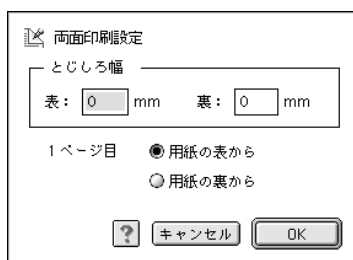 両面印刷設定
とじしろ幅
表： 0 mm 裏： 0 mm
1ページ目 用紙の表から
用紙の裏から
? キャンセル OK